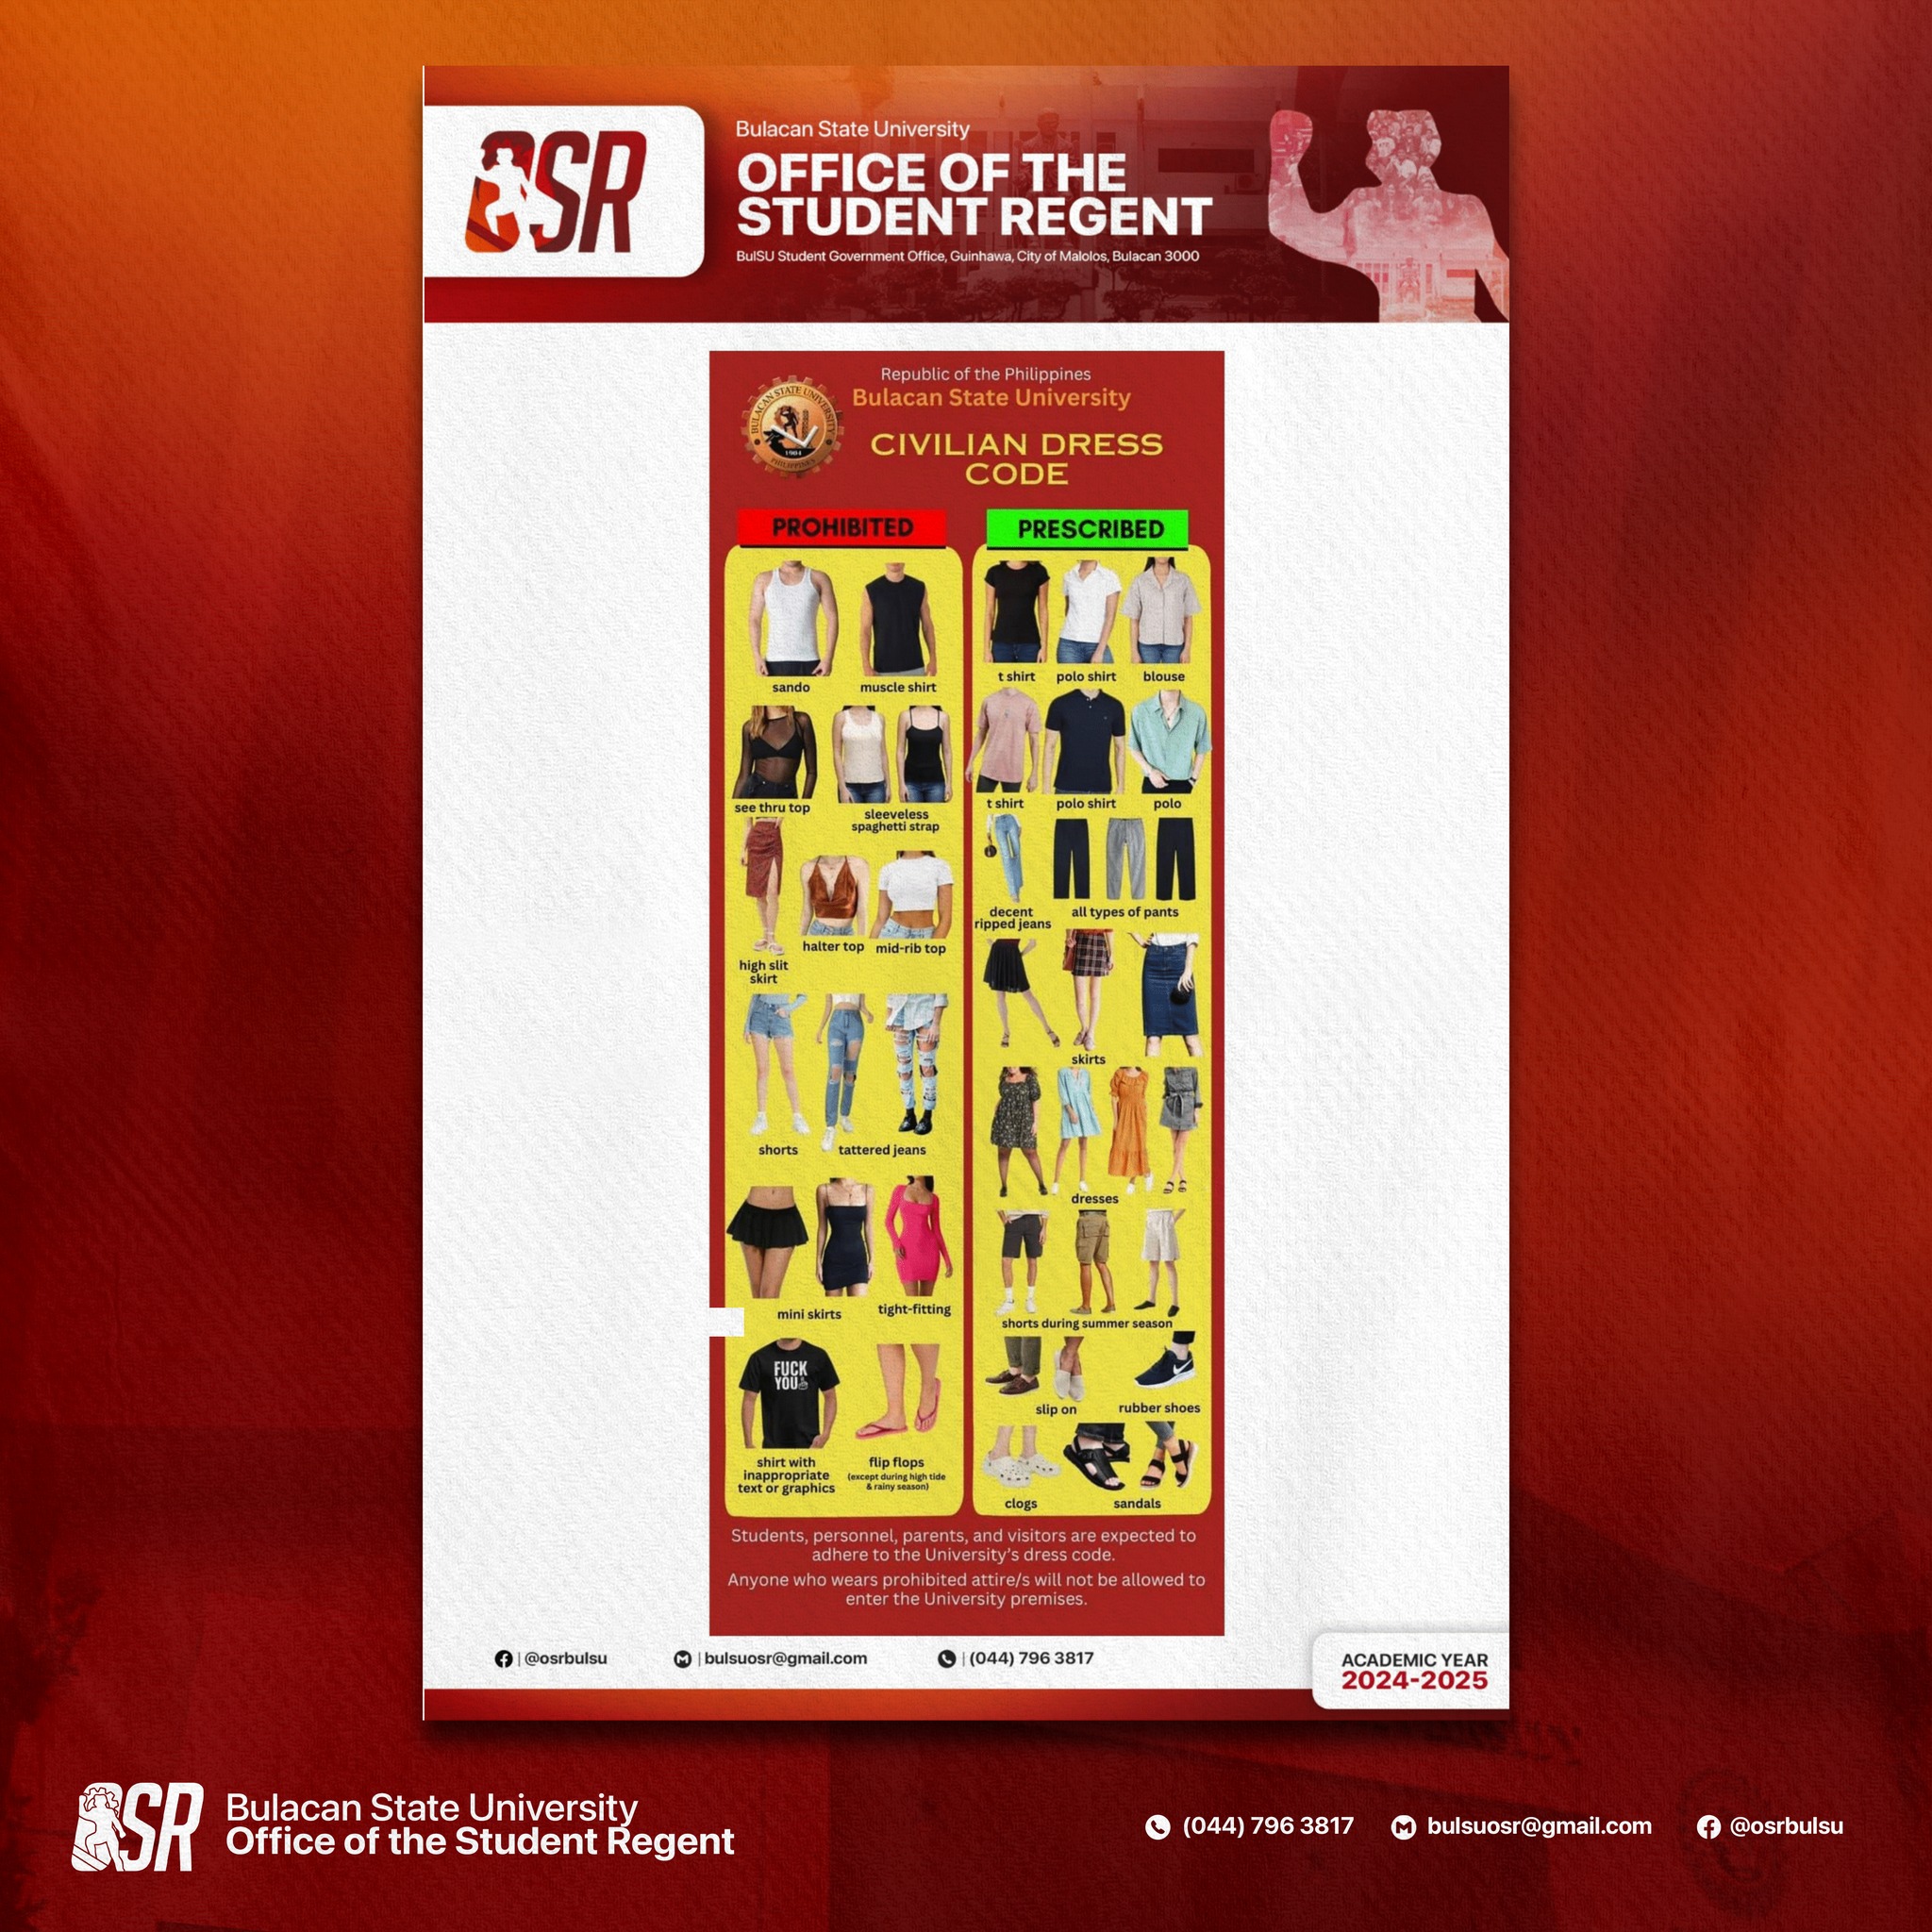 OSR
Bulacan State University
OFFICE OF THE
STUDENT REGENT
BulSU Student Government Office, Guinhawa, City of Malolos, Bulacan 3000
Republic of the Philippines
Bulacan State University
CIVILIAN DRESS
CODE
BULACAN STATE UNIVERSITY
1904
PHILIPPINES
PROHIBITED
sando
muscle shirt
see thru top
sleeveless
spaghetti strap
high slit
skirt
halter top
mid-rib top
shorts
tattered jeans
mini skirts
tight-fitting
FUCK
YOU
shirt with
inappropriate
text or graphics
flip flops
(except during high tide
& rainy season)
PRESCRIBED
t shirt
polo shirt
blouse
t shirt
polo shirt
polo
decent
ripped jeans
all types of pants
skirts
dresses
shorts during summer season
slip on
rubber shoes
clogs
sandals
Students, personnel, parents, and visitors are expected to
adhere to the University's dress code.
Anyone who wears prohibited attire/s will not be allowed to
enter the University premises.
| @osrbulsu
| bulsuosr@gmail.com
| (044) 796 3817
ACADEMIC YEAR
2024-2025
OSR
Bulacan State University
Office of the Student Regent
(044) 796 3817
bulsuosr@gmail.com
@osrbulsu